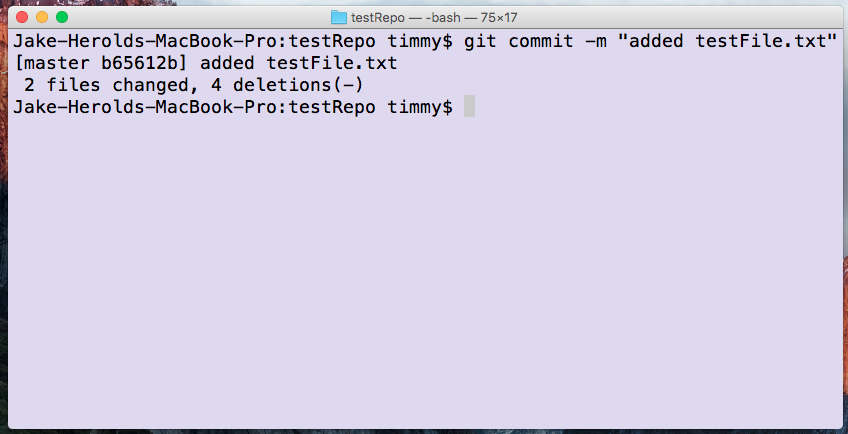 testRepo — -bash — 75×17
Jake-Herolds-MacBook-Pro:testRepo timmy$ git commit -m "added testFile.txt"
[master b65612b] added testFile.txt
 2 files changed, 4 deletions(-)
Jake-Herolds-MacBook-Pro:testRepo timmy$